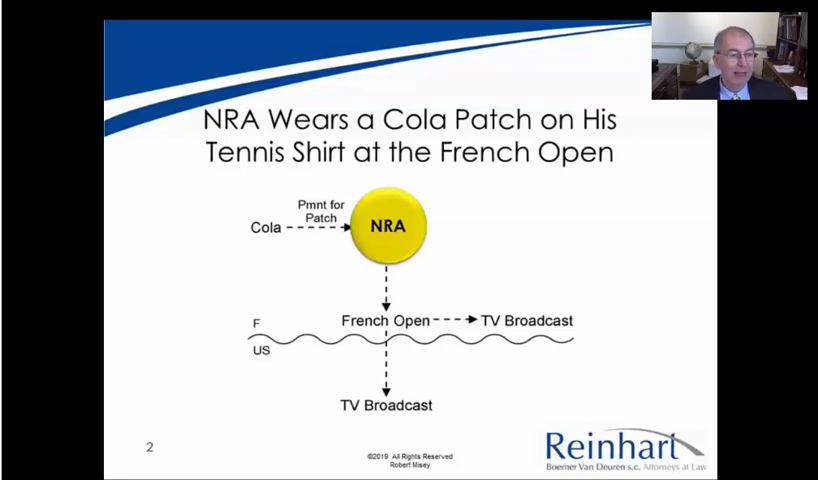 NRA Wears a Cola Patch on His
Tennis Shirt at the French Open
Pmnt for
Patch
Cola
NRA
F
French Open
TV Broadcast
US
TV Broadcast
2
©2019 All Rights Reserved
Robert Misey
Reinhart
Boerner Van Deuren s.c. Attorneys at Law